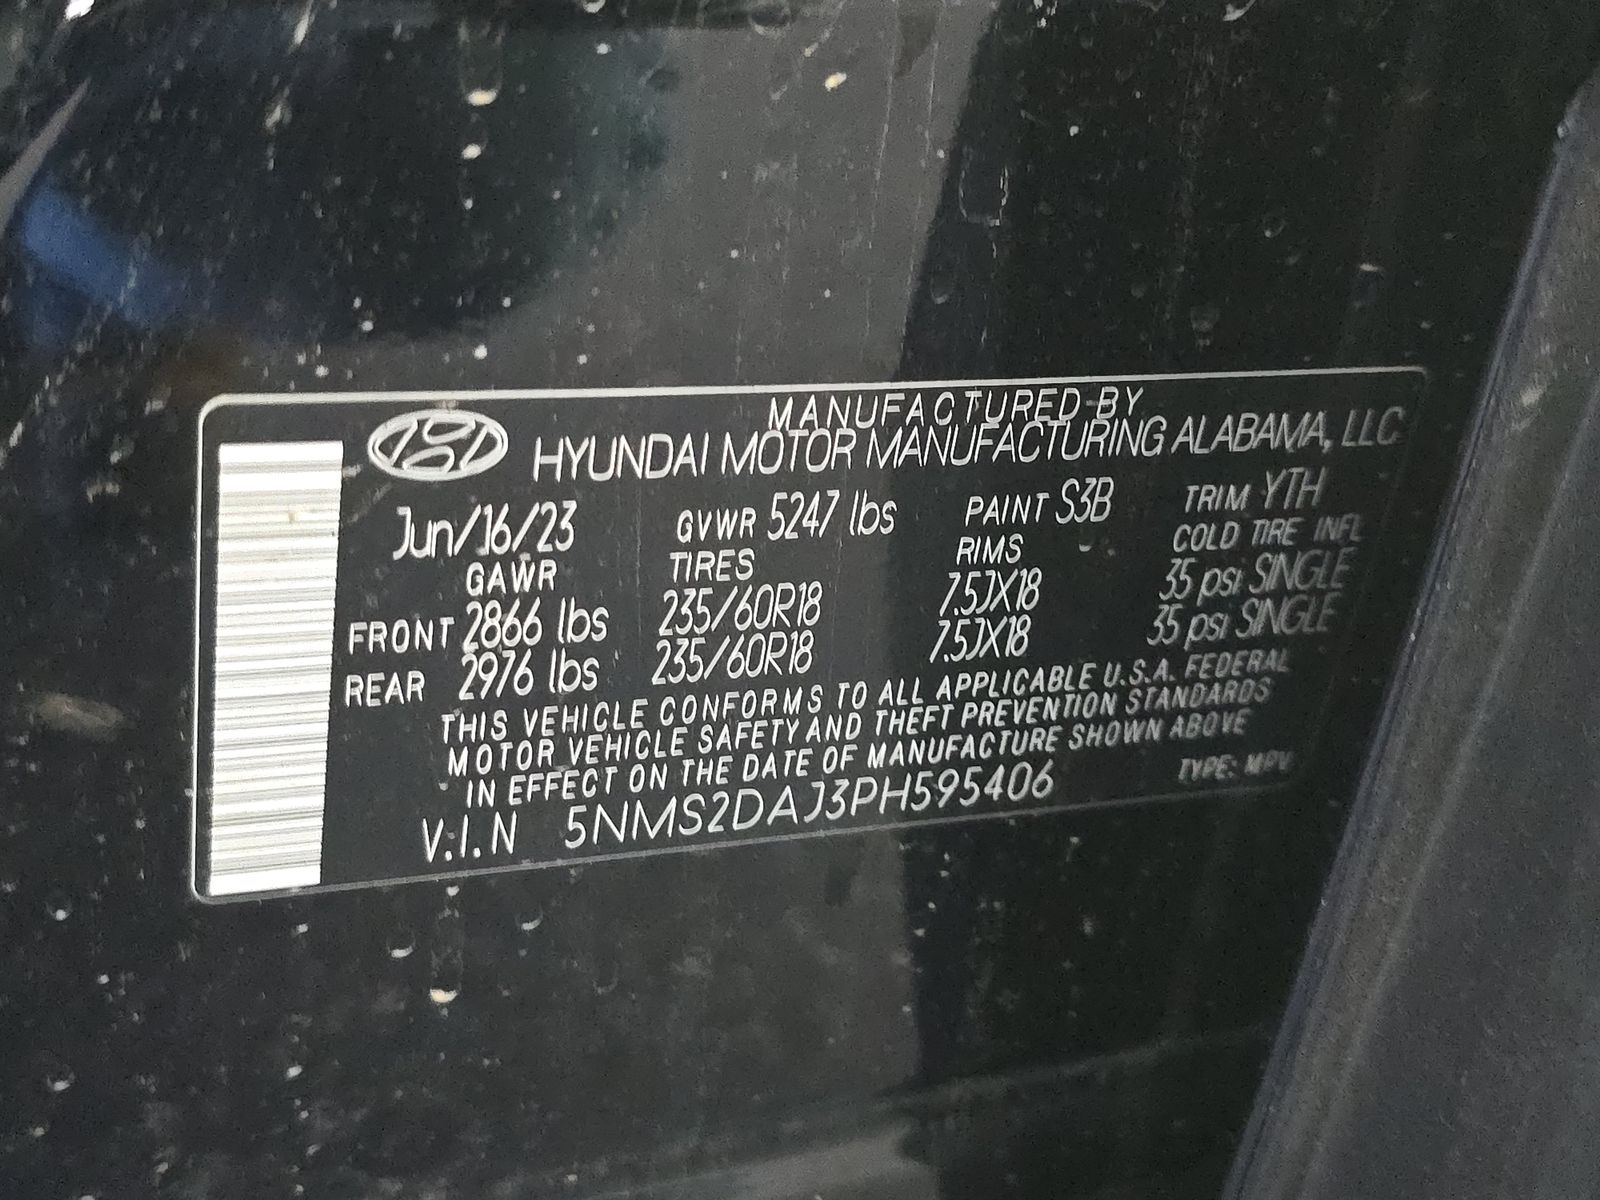 MANUFACTURED BY
HYUNDAI MOTOR MANUFACTURING ALABAMA, LLC
Jun/16/23 GVWR 5247 lbs PAINT S3B TRIM YTH
GAWR TIRES RIMS COLD TIRE INFL
FRONT 2866 lbs 235/60R18 7.5JX18 35 psi SINGLE
REAR 2976 lbs 235/60R18 7.5JX18 35 psi SINGLE
THIS VEHICLE CONFORMS TO ALL APPLICABLE U.S.A. FEDERAL
MOTOR VEHICLE SAFETY AND THEFT PREVENTION STANDARDS
IN EFFECT ON THE DATE OF MANUFACTURE SHOWN ABOVE
V.I.N 5NMS2DAJ3PH595406 TYPE: MPV